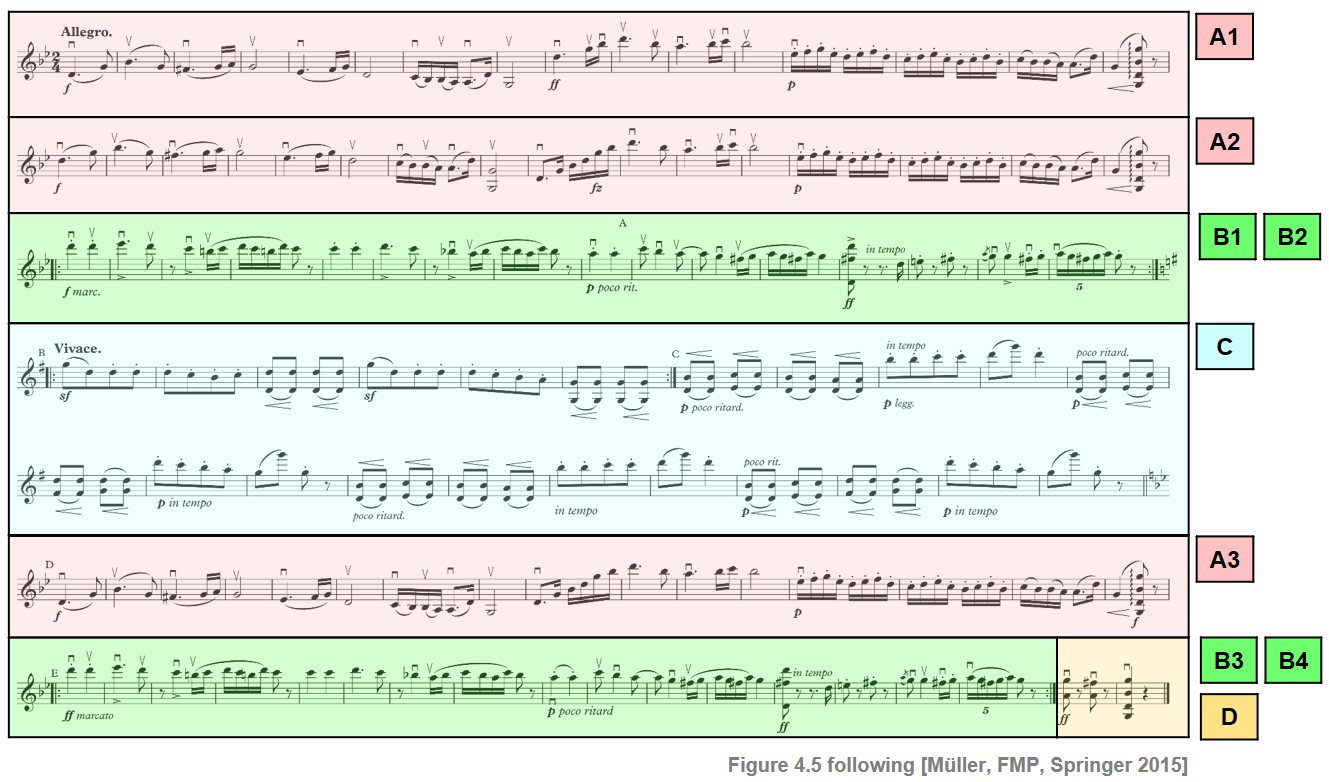 Allegro.
2
4
f
ff
p
A1
f
fz
p
A2
A
in tempo
f marc.
p poco rit.
ff
5
B1 B2
B Vivace.
C
in tempo
poco ritard.
sf
sf
p poco ritard.
p legg.
p
C
poco rit.
p in tempo
poco ritard.
in tempo
p
p in tempo
D
f
p
f
A3
E
in tempo
ff marcato
p poco ritard
ff
5
ff
B3 B4
D
Figure 4.5 following [Müller, FMP, Springer 2015]